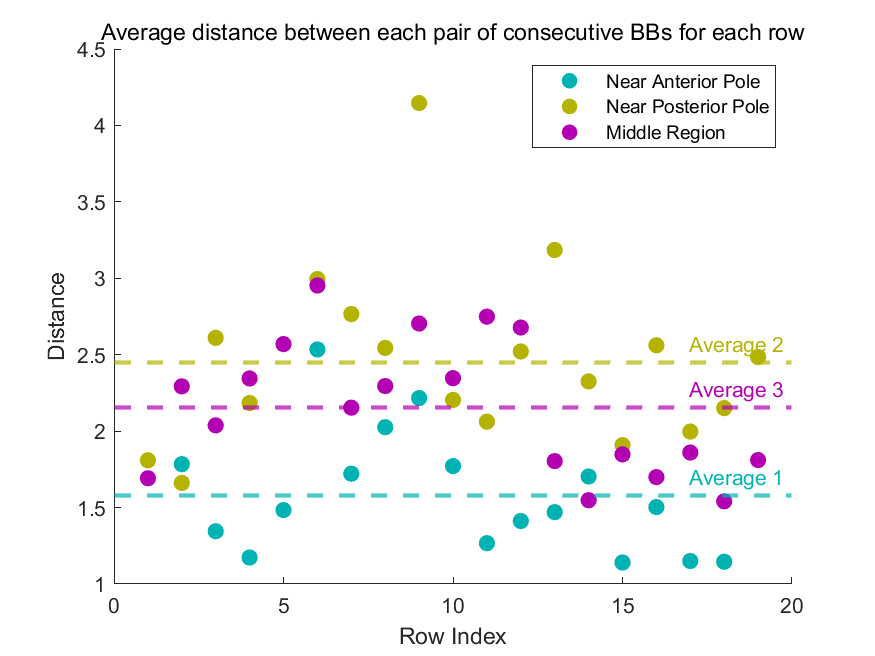 Average distance between each pair of consecutive BBs for each row
4.5
4
3.5
3
2.5
2
1.5
1
Distance
Near Anterior Pole
Near Posterior Pole
Middle Region
Average 2
Average 3
Average 1
0
5
10
15
20
Row Index